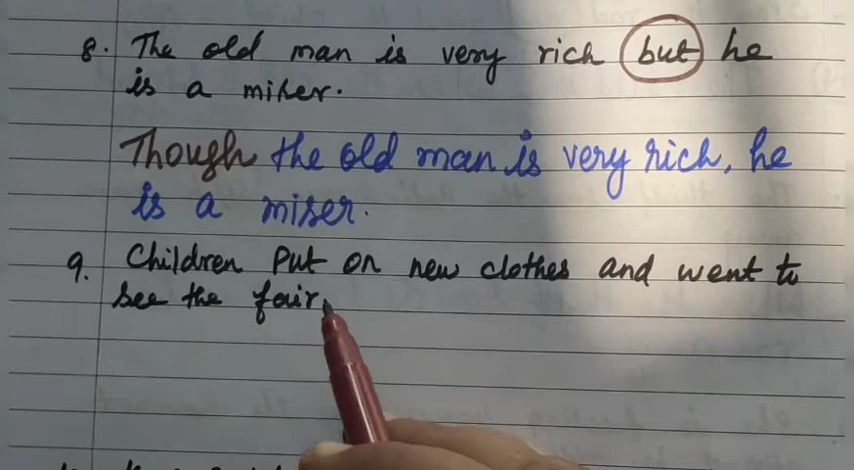 8. The old man is very rich but he
is a miser.
Though the old man is very rich, he
is a miser.
9. Children put on new clothes and went to
see the fair